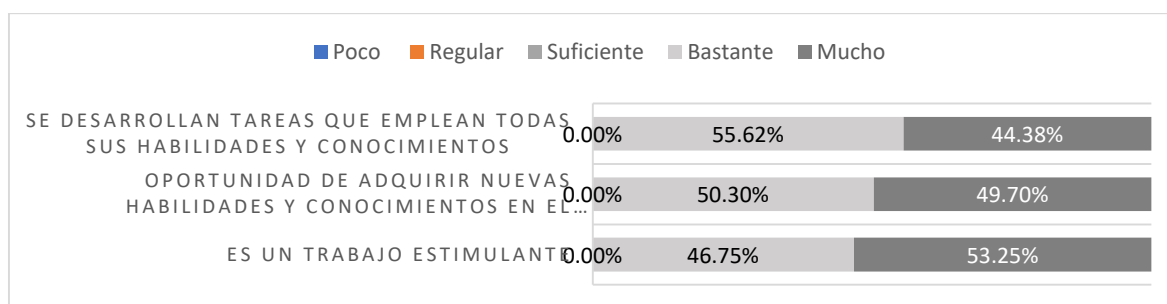 Poco Regular Suficiente Bastante Mucho
SE DESARROLLAN TAREAS QUE EMPLEAN TODAS
SUS HABILIDADES Y CONOCIMIENTOS
0.00% 55.62% 44.38%
OPORTUNIDAD DE ADQUIRIR NUEVAS
HABILIDADES Y CONOCIMIENTOS EN EL…
0.00% 50.30% 49.70%
ES UN TRABAJO ESTIMULANTE
0.00% 46.75% 53.25%